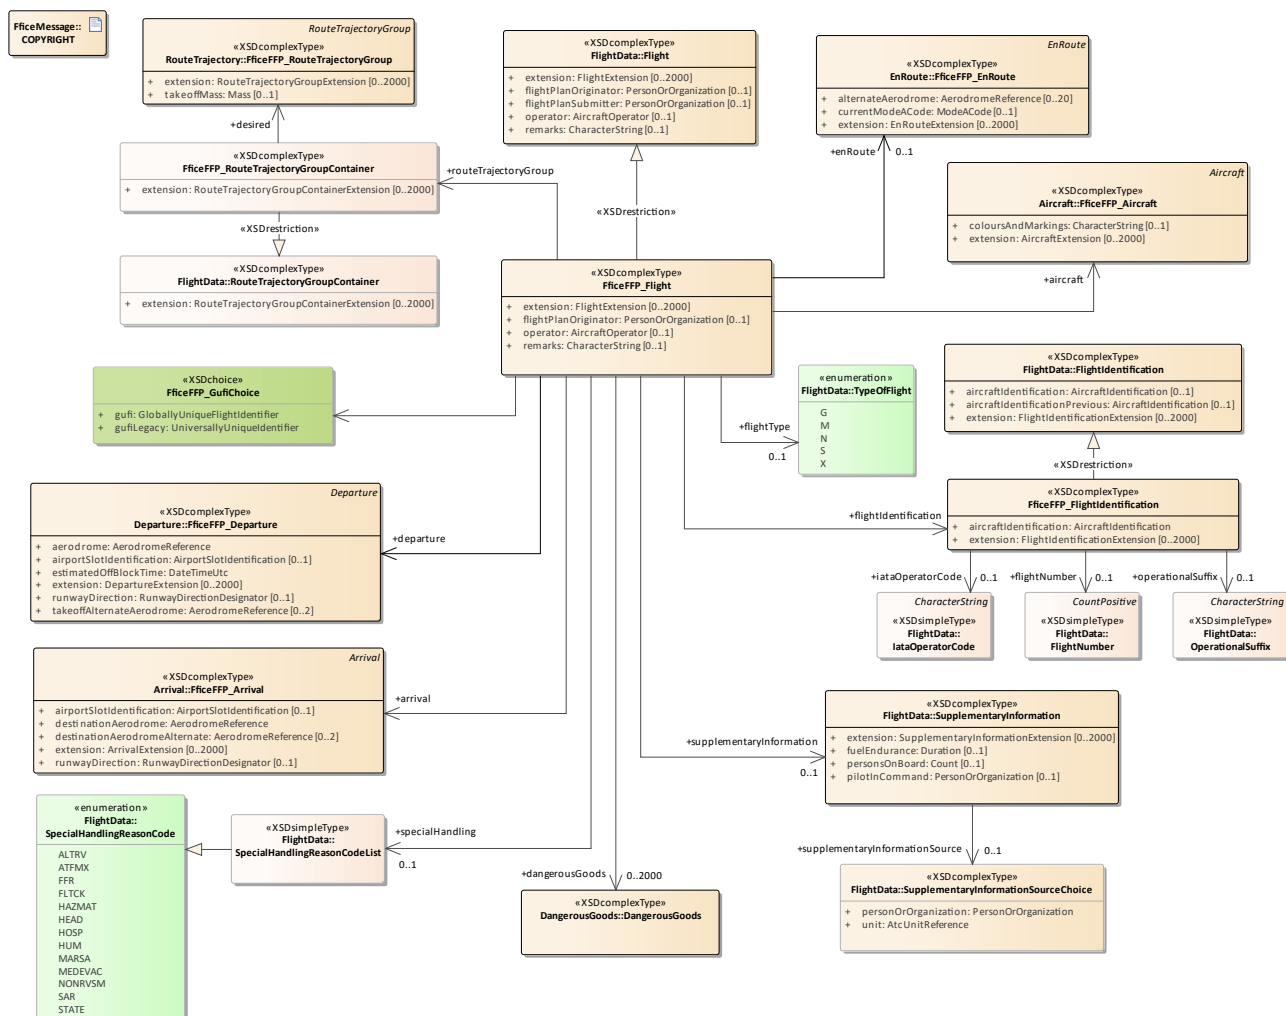 FficeMessage::
COPYRIGHT
RouteTrajectoryGroup
«XSDcomplexType»
RouteTrajectory::FficeFFP_RouteTrajectoryGroup
+ extension: RouteTrajectoryGroupExtension [0..2000]
+ takeoffMass: Mass [0..1]
+desired
«XSDcomplexType»
FficeFFP_RouteTrajectoryGroupContainer
+ extension: RouteTrajectoryGroupContainerExtension [0..2000]
«XSDrestriction»
«XSDcomplexType»
FlightData::RouteTrajectoryGroupContainer
+ extension: RouteTrajectoryGroupContainerExtension [0..2000]
+routeTrajectoryGroup
«XSDcomplexType»
FlightData::Flight
+ extension: FlightExtension [0..2000]
+ flightPlanOriginator: PersonOrOrganization [0..1]
+ flightPlanSubmitter: PersonOrOrganization [0..1]
+ operator: AircraftOperator [0..1]
+ remarks: CharacterString [0..1]
«XSDrestriction»
EnRoute
«XSDcomplexType»
EnRoute::FficeFFP_EnRoute
+ alternateAerodrome: AerodromeReference [0..20]
+ currentModeACode: ModeACode [0..1]
+ extension: EnRouteExtension [0..2000]
+enRoute
0..1
Aircraft
«XSDcomplexType»
Aircraft::FficeFFP_Aircraft
+ coloursAndMarkings: CharacterString [0..1]
+ extension: AircraftExtension [0..2000]
+aircraft
«XSDcomplexType»
FficeFFP_Flight
+ extension: FlightExtension [0..2000]
+ flightPlanOriginator: PersonOrOrganization [0..1]
+ operator: AircraftOperator [0..1]
+ remarks: CharacterString [0..1]
«XSDchoice»
FficeFFP_GufiChoice
+ gufi: GloballyUniqueFlightIdentifier
+ gufiLegacy: UniversallyUniqueIdentifier
«enumeration»
FlightData::TypeOfFlight
G
M
N
S
X
+flightType
0..1
«XSDcomplexType»
FlightData::FlightIdentification
+ aircraftIdentification: AircraftIdentification [0..1]
+ aircraftIdentificationPrevious: AircraftIdentification [0..1]
+ extension: FlightIdentificationExtension [0..2000]
«XSDrestriction»
«XSDcomplexType»
FficeFFP_FlightIdentification
+ aircraftIdentification: AircraftIdentification
+ extension: FlightIdentificationExtension [0..2000]
+flightIdentification
+iataOperatorCode
0..1
+flightNumber
0..1
+operationalSuffix
0..1
CharacterString
«XSDsimpleType»
FlightData::
IataOperatorCode
CountPositive
«XSDsimpleType»
FlightData::
FlightNumber
CharacterString
«XSDsimpleType»
FlightData::
OperationalSuffix
Departure
«XSDcomplexType»
Departure::FficeFFP_Departure
+ aerodrome: AerodromeReference
+ airportSlotIdentification: AirportSlotIdentification [0..1]
+ estimatedOffBlockTime: DateTimeUtc
+ extension: DepartureExtension [0..2000]
+ runwayDirection: RunwayDirectionDesignator [0..1]
+ takeoffAlternateAerodrome: AerodromeReference [0..2]
+departure
Arrival
«XSDcomplexType»
Arrival::FficeFFP_Arrival
+ airportSlotIdentification: AirportSlotIdentification [0..1]
+ destinationAerodrome: AerodromeReference
+ destinationAerodromeAlternate: AerodromeReference [0..2]
+ extension: ArrivalExtension [0..2000]
+ runwayDirection: RunwayDirectionDesignator [0..1]
+arrival
«XSDcomplexType»
FlightData::SupplementaryInformation
+ extension: SupplementaryInformationExtension [0..2000]
+ fuelEndurance: Duration [0..1]
+ personsOnBoard: Count [0..1]
+ pilotInCommand: PersonOrOrganization [0..1]
+supplementaryInformation
0..1
+supplementaryInformationSource
0..1
«XSDcomplexType»
FlightData::SupplementaryInformationSourceChoice
+ personOrOrganization: PersonOrOrganization
+ unit: AtcUnitReference
«enumeration»
FlightData::
SpecialHandlingReasonCode
ALTRV
ATFMX
FFR
FLTCK
HAZMAT
HEAD
HOSP
HUM
MARSA
MEDEVAC
NONRVSM
SAR
STATE
«XSDsimpleType»
FlightData::
SpecialHandlingReasonCodeList
+specialHandling
0..1
+dangerousGoods
0..2000
«XSDcomplexType»
DangerousGoods::DangerousGoods